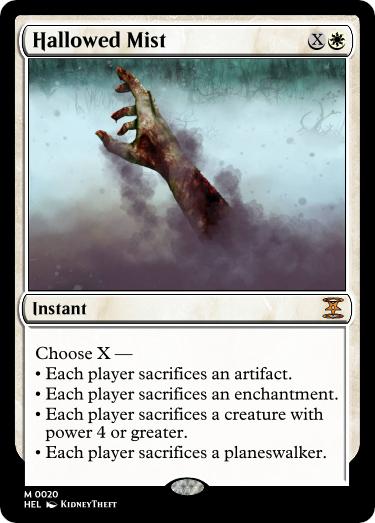 Hallowed Mist X
Instant
Choose X —
• Each player sacrifices an artifact.
• Each player sacrifices an enchantment.
• Each player sacrifices a creature with
power 4 or greater.
• Each player sacrifices a planeswalker.
M 0020
HEL KidneyTheft